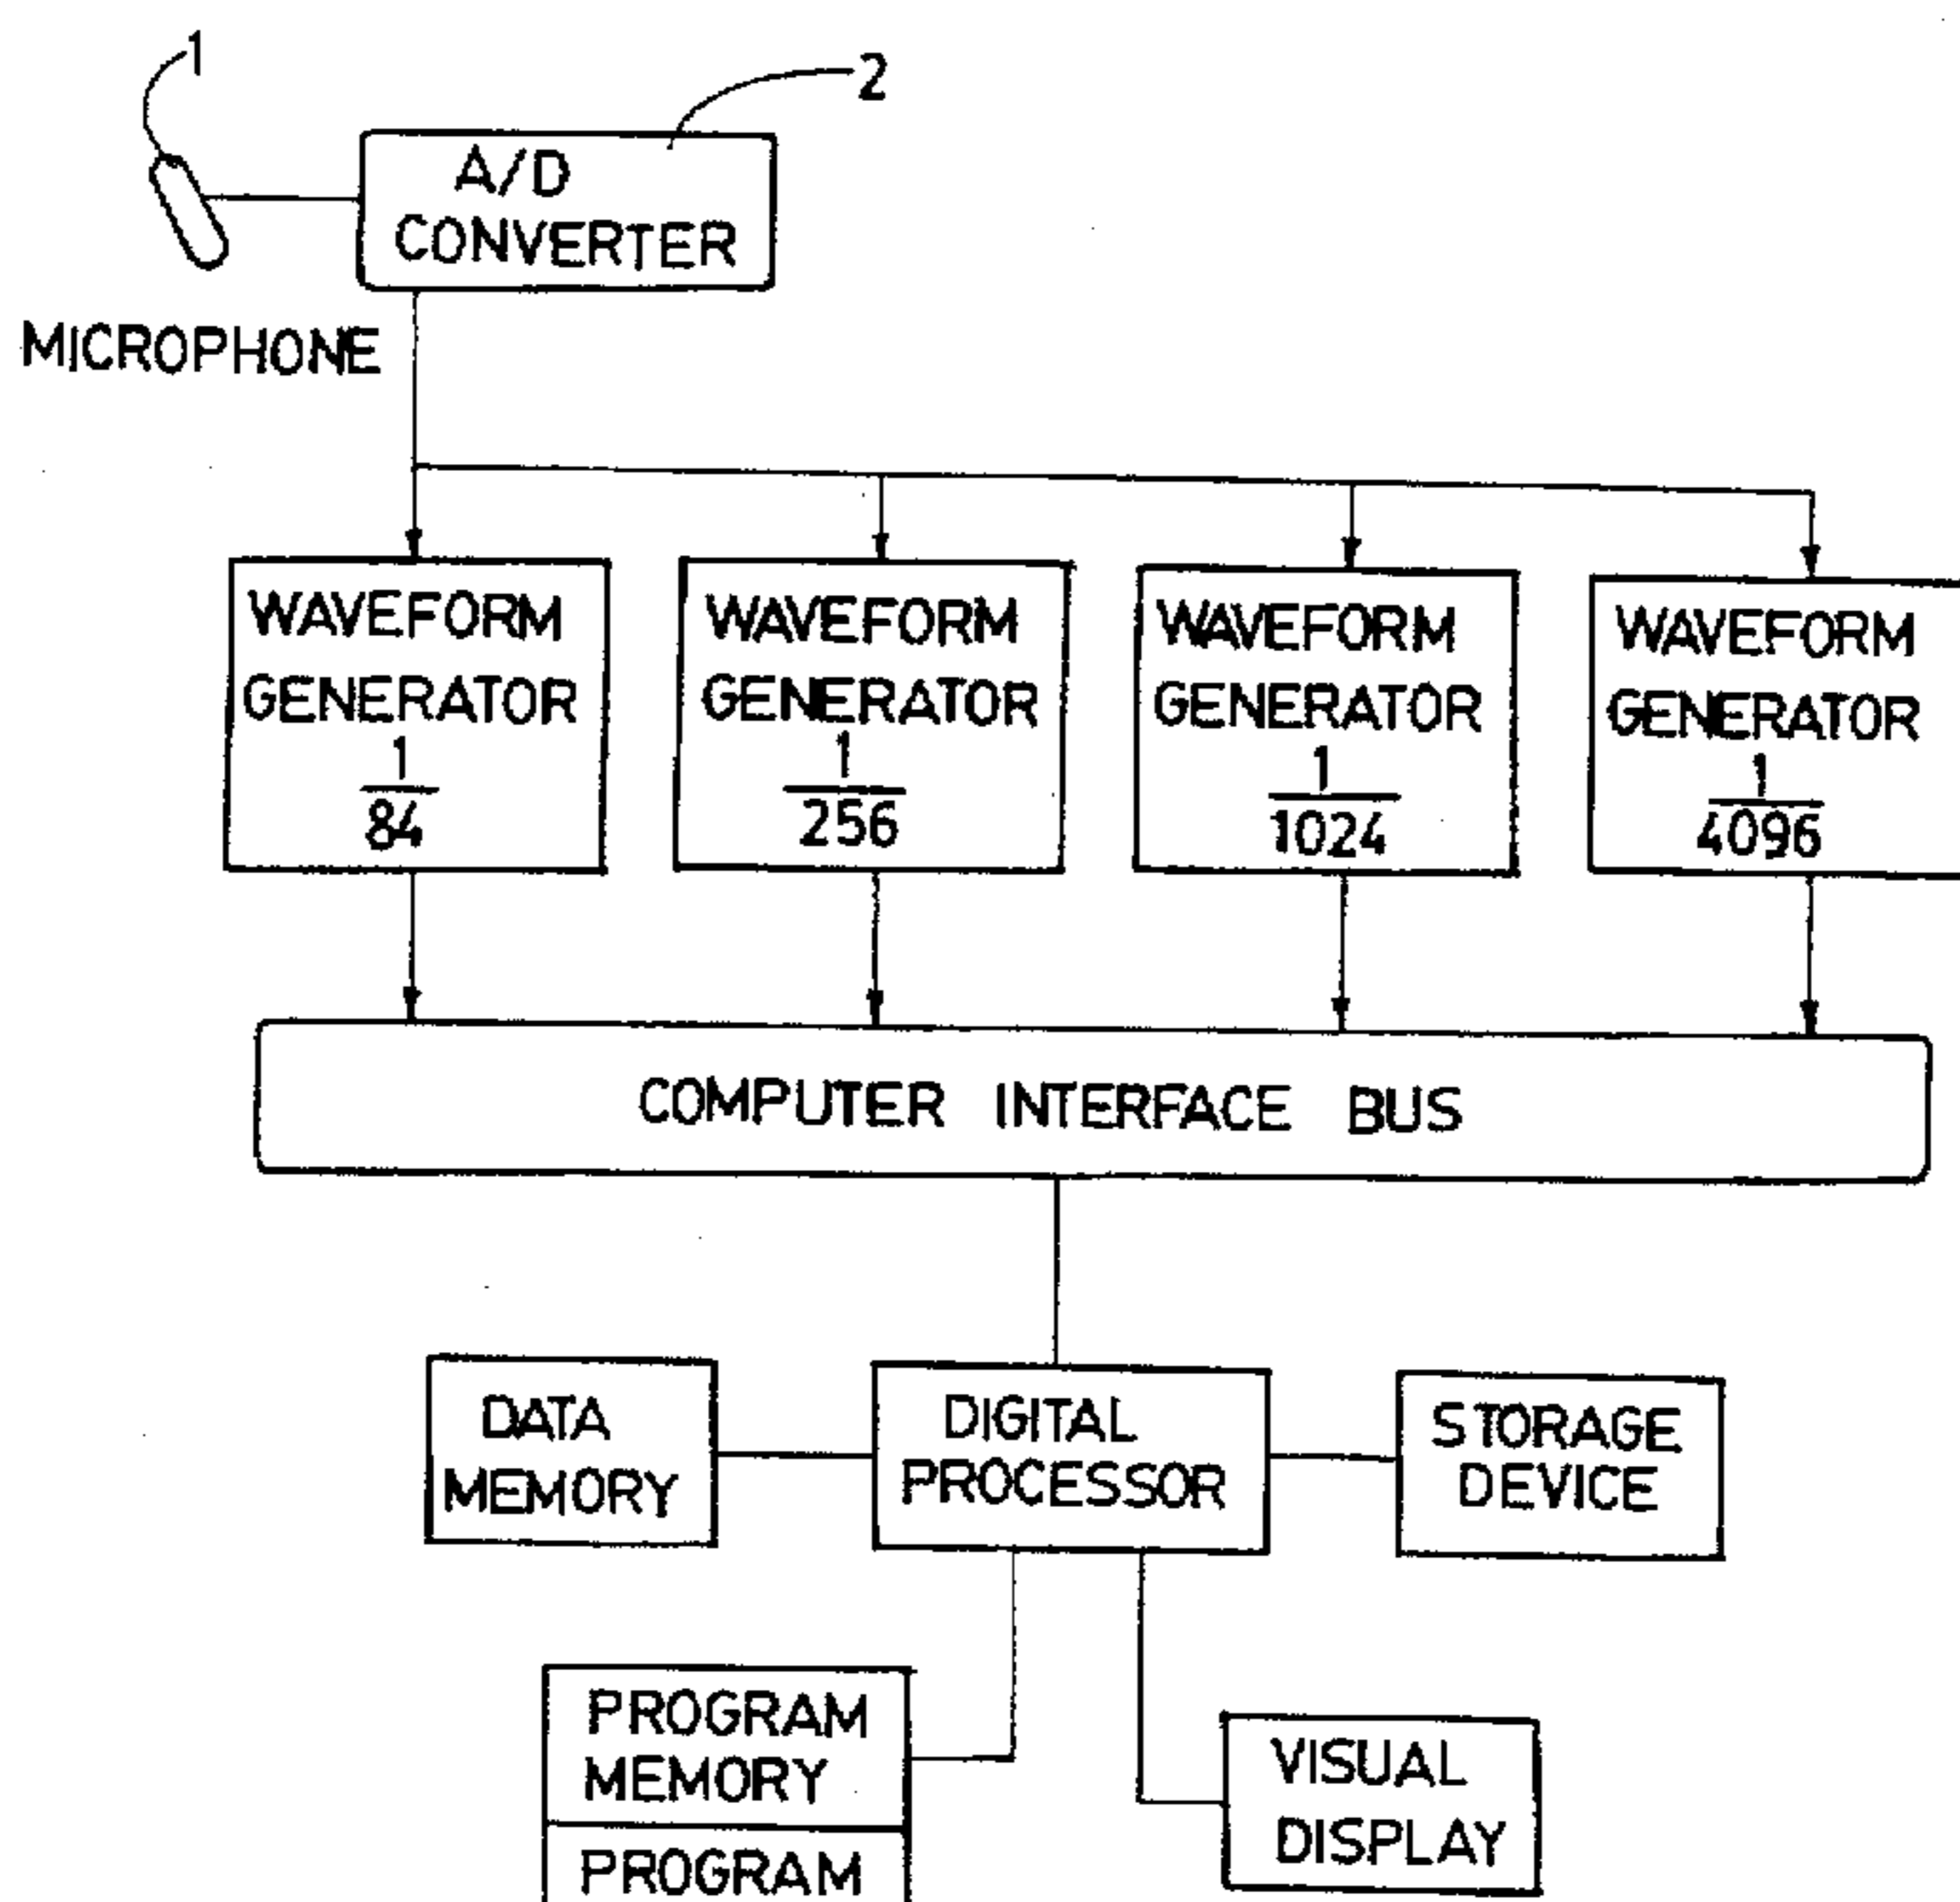 1
2
A/D
CONVERTER
MICROPHONE
WAVEFORM
GENERATOR
1
84
WAVEFORM
GENERATOR
1
256
WAVEFORM
GENERATOR
1
1024
WAVEFORM
GENERATOR
1
4096
COMPUTER INTERFACE BUS
DATA
MEMORY
DIGITAL
PROCESSOR
STORAGE
DEVICE
PROGRAM
MEMORY
PROGRAM
VISUAL
DISPLAY